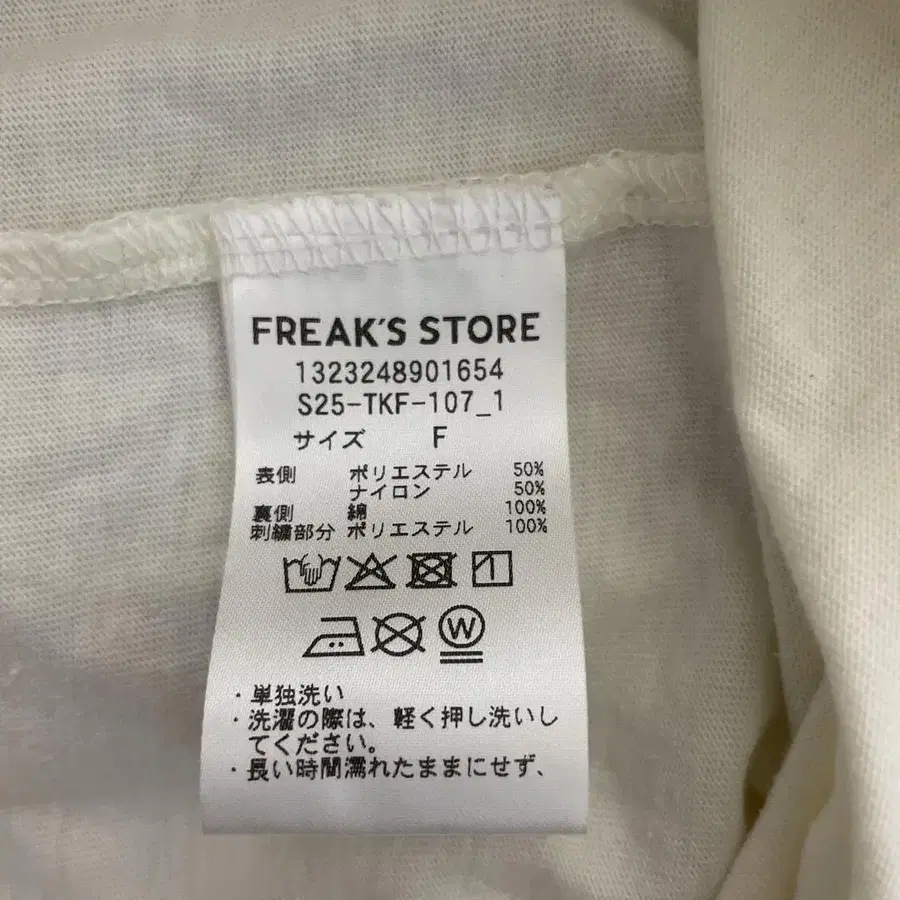 FREAK'S STORE
1323248901654
S25-TKF-107_1
サイズ F
表側 ポリエステル 50%
ナイロン 50%
裏側 綿 100%
刺繍部分 ポリエステル 100%
W
・単独洗い
・洗濯の際は、軽く押し洗いし
てください。
・長い時間濡れたままにせず、